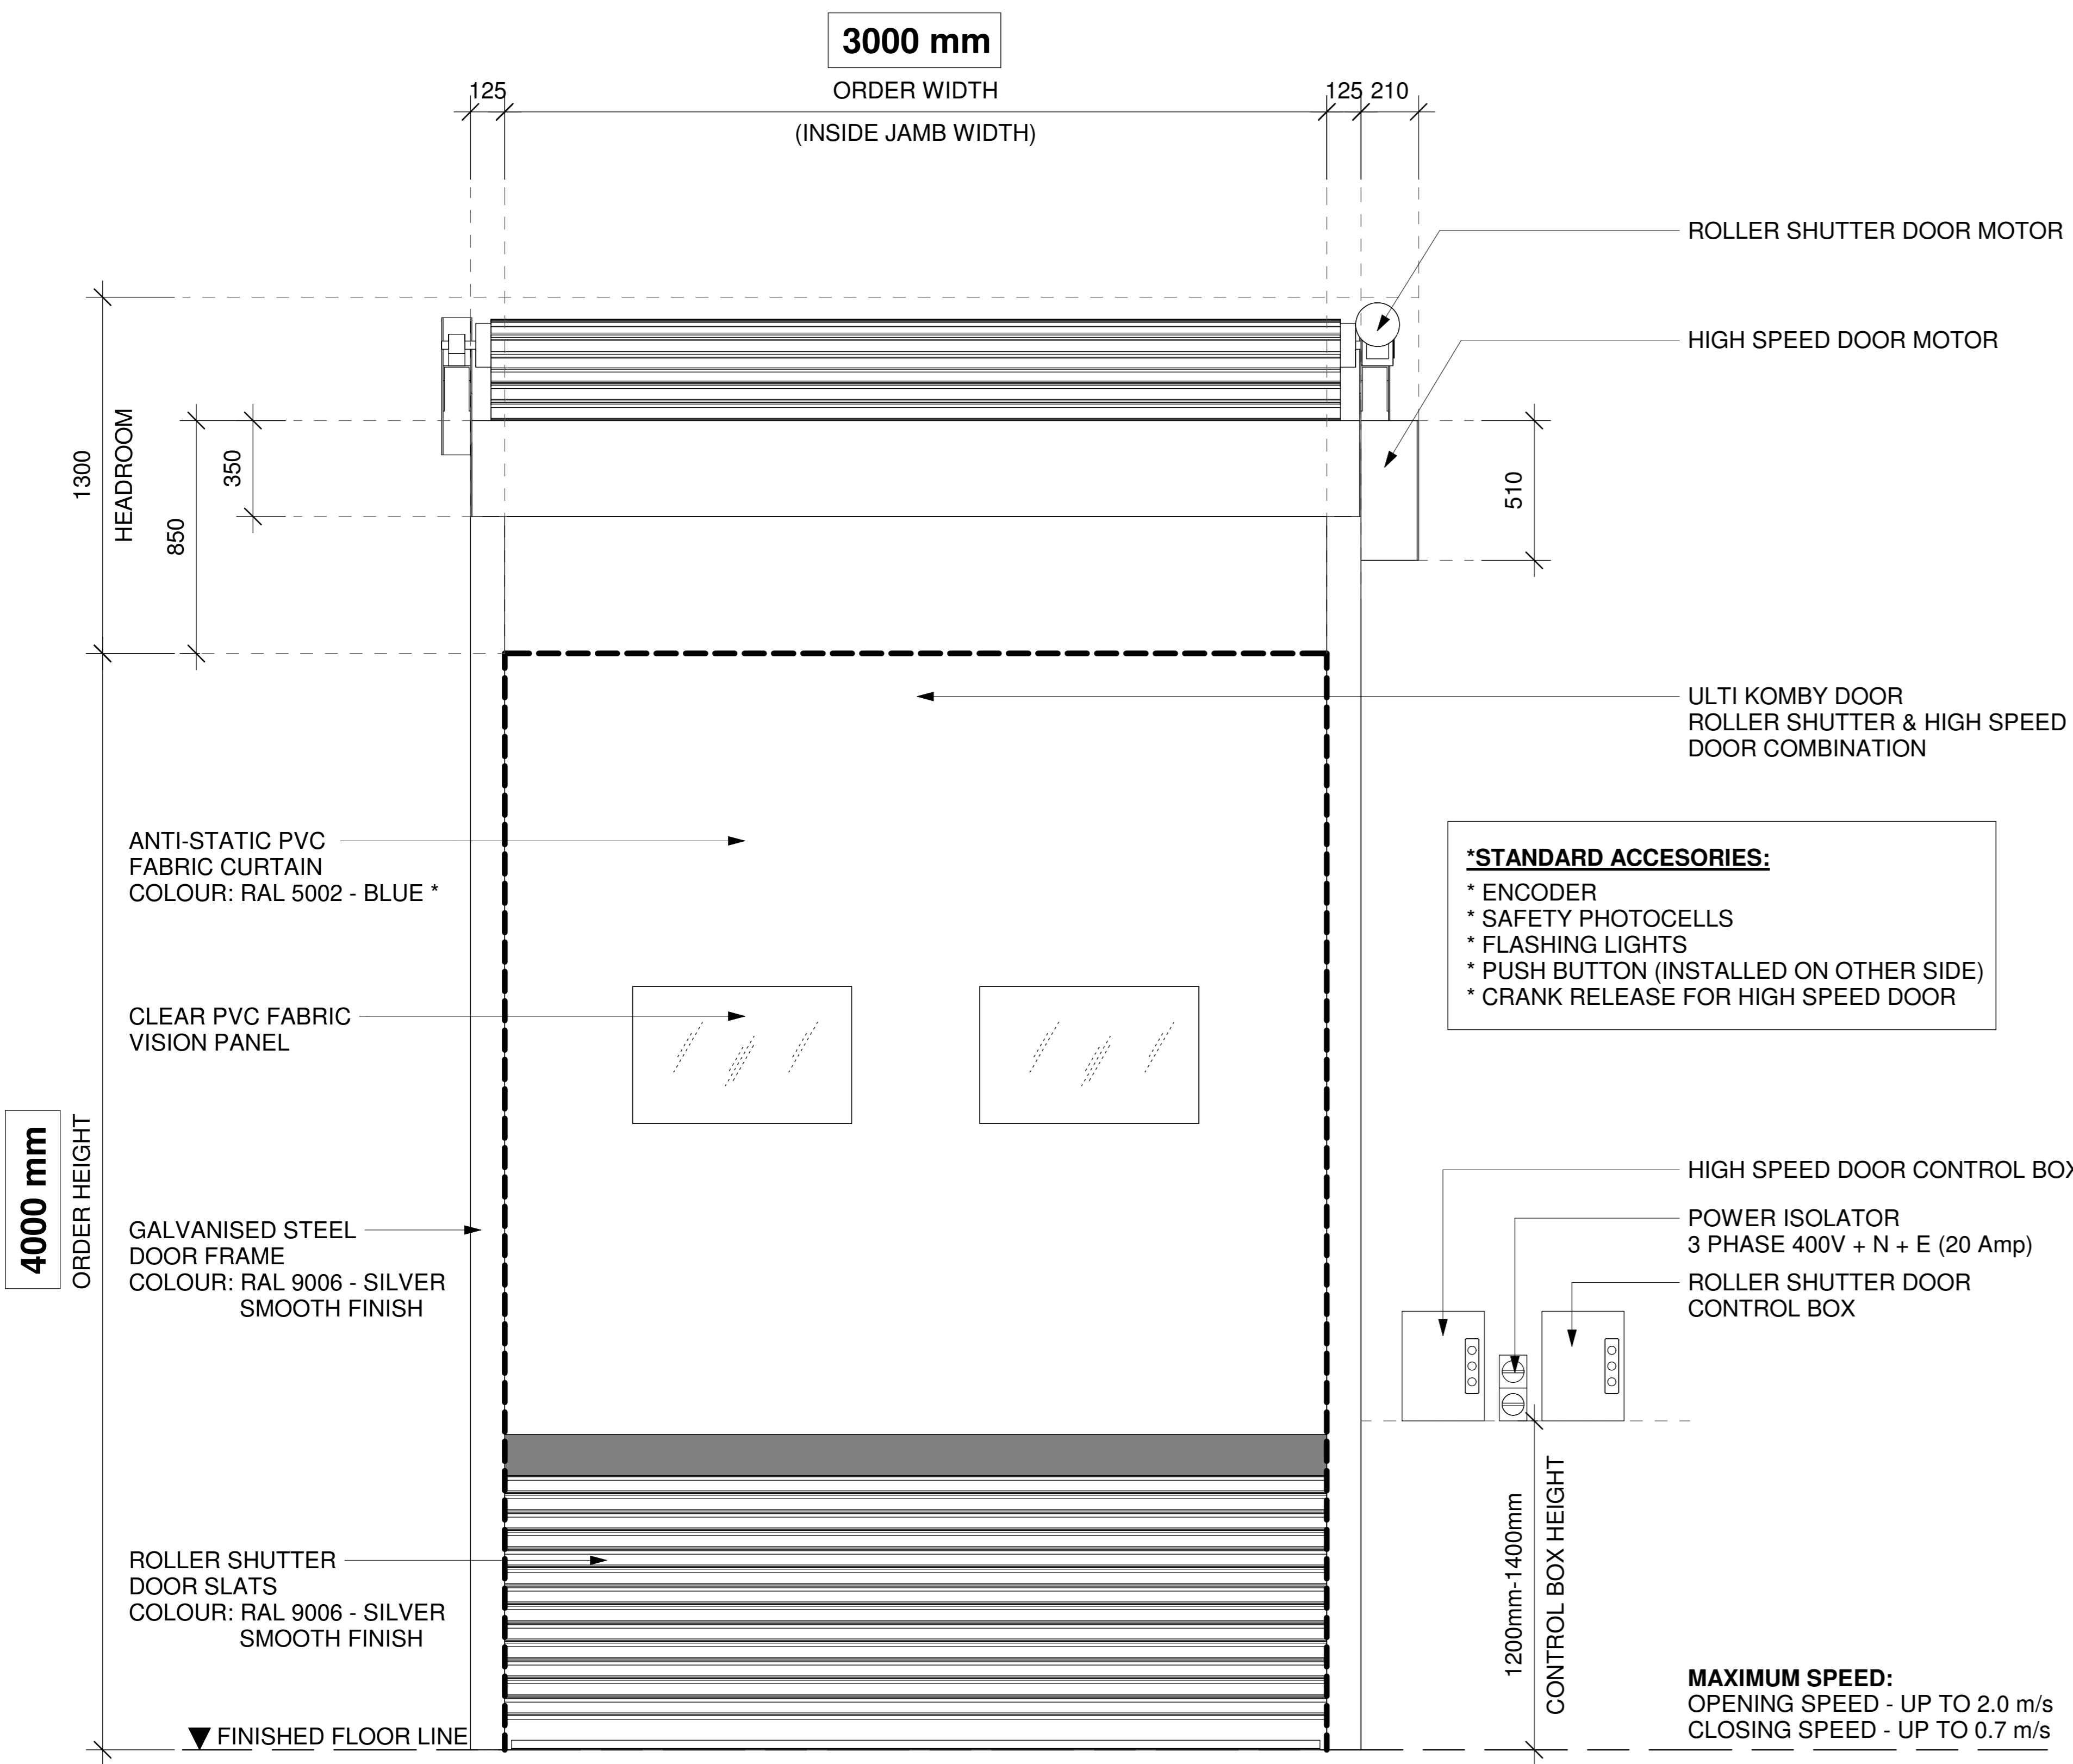 3000 mm
125
ORDER WIDTH
125 210
(INSIDE JAMB WIDTH)
ROLLER SHUTTER DOOR MOTOR
HIGH SPEED DOOR MOTOR
1300
HEADROOM
850
350
510
ULTI KOMBY DOOR
ROLLER SHUTTER & HIGH SPEED
DOOR COMBINATION
ANTI-STATIC PVC
FABRIC CURTAIN
COLOUR: RAL 5002 - BLUE *
*STANDARD ACCESORIES:
* ENCODER
* SAFETY PHOTOCELLS
* FLASHING LIGHTS
* PUSH BUTTON (INSTALLED ON OTHER SIDE)
* CRANK RELEASE FOR HIGH SPEED DOOR
CLEAR PVC FABRIC
VISION PANEL
4000 mm
ORDER HEIGHT
GALVANISED STEEL
DOOR FRAME
COLOUR: RAL 9006 - SILVER
SMOOTH FINISH
HIGH SPEED DOOR CONTROL BOX
POWER ISOLATOR
3 PHASE 400V + N + E (20 Amp)
ROLLER SHUTTER DOOR
CONTROL BOX
ROLLER SHUTTER
DOOR SLATS
COLOUR: RAL 9006 - SILVER
SMOOTH FINISH
1200mm-1400mm
CONTROL BOX HEIGHT
MAXIMUM SPEED:
OPENING SPEED - UP TO 2.0 m/s
CLOSING SPEED - UP TO 0.7 m/s
FINISHED FLOOR LINE